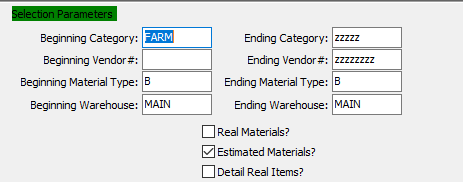 Selection Parameters
Beginning Category: FARM Ending Category: zzzzz
Beginning Vendor#: Ending Vendor#: zzzzzzzz
Beginning Material Type: B Ending Material Type: B
Beginning Warehouse: MAIN Ending Warehouse: MAIN
Real Materials?
Estimated Materials?
Detail Real Items?